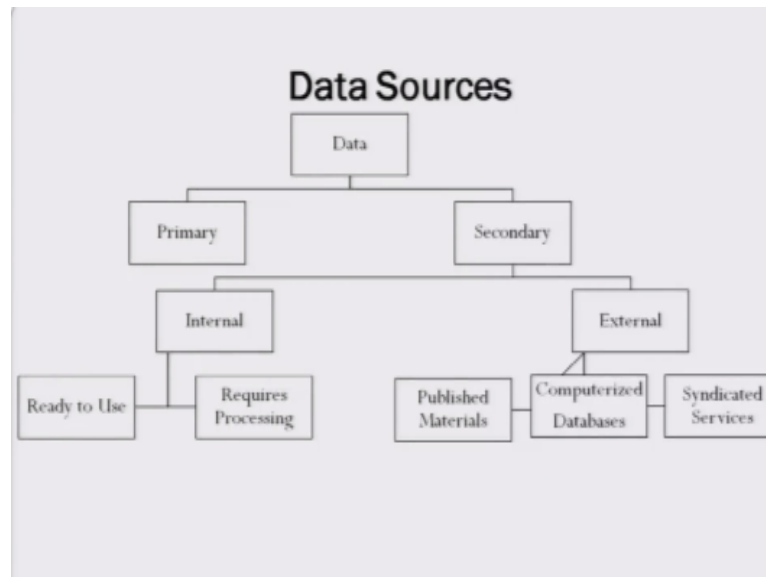 Data Sources
Data
Primary
Secondary
Internal
External
Ready to Use
Requires
Processing
Published
Materials
Computerized
Databases
Syndicated
Services